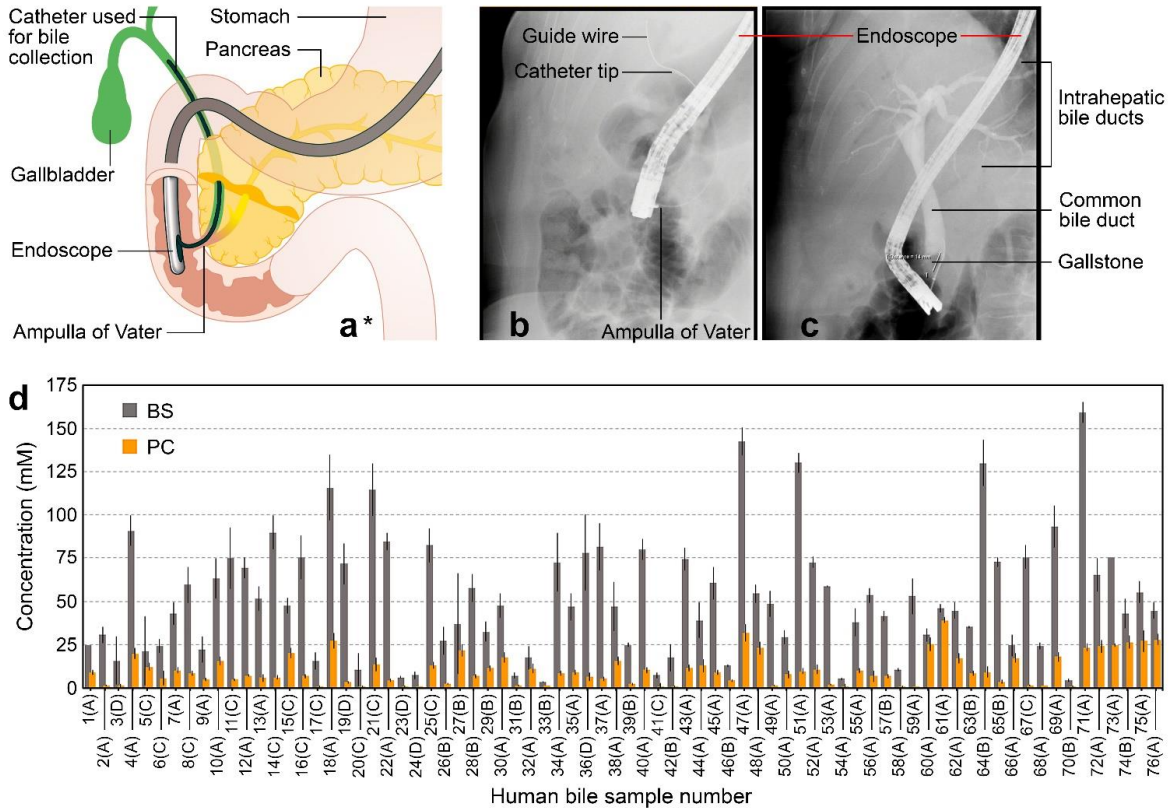 Catheter used
for bile
collection
Stomach
Pancreas
Gallbladder
Endoscope
Ampulla of Vater
a*
Guide wire
Catheter tip
b
Ampulla of Vater
Endoscope
Intrahepatic
bile ducts
Common
bile duct
Gallstone
c
d
BS
PC
Concentration (mM)
175
150
125
100
75
50
25
0
1(A)
2(A)
3(D)
4(A)
5(C)
6(C)
7(A)
8(C)
9(A)
10(A)
11(C)
12(A)
13(A)
14(C)
15(C)
16(C)
17(C)
18(A)
19(D)
20(C)
21(C)
22(A)
23(D)
24(D)
25(C)
26(B)
27(B)
28(B)
29(B)
30(A)
31(B)
32(A)
33(B)
34(A)
35(A)
36(D)
37(A)
38(A)
39(B)
40(A)
41(C)
42(B)
43(A)
44(A)
45(A)
46(B)
47(A)
48(A)
49(A)
50(A)
51(A)
52(A)
53(A)
54(A)
55(A)
56(A)
57(B)
58(A)
59(A)
60(A)
61(A)
62(A)
63(B)
64(B)
65(B)
66(A)
67(C)
68(A)
69(A)
70(B)
71(A)
72(A)
73(A)
74(B)
75(A)
76(A)
Human bile sample number